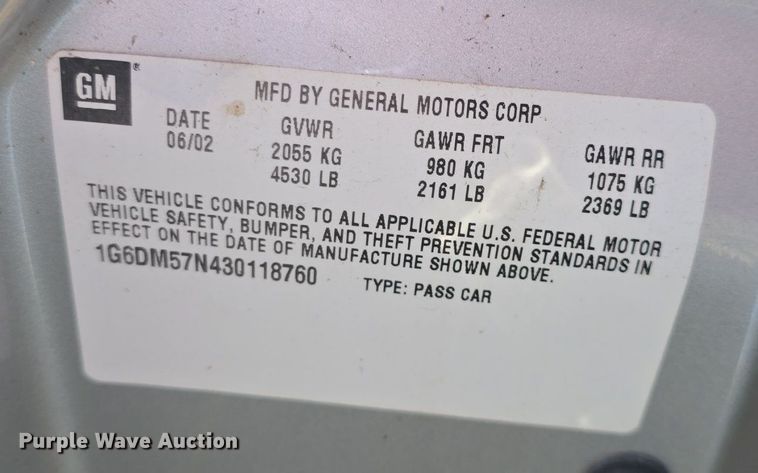 GM
MFD BY GENERAL MOTORS CORP
DATE GVWR GAWR FRT GAWR RR
06/02 2055 KG 980 KG 1075 KG
4530 LB 2161 LB 2369 LB
THIS VEHICLE CONFORMS TO ALL APPLICABLE U.S. FEDERAL MOTOR
VEHICLE SAFETY, BUMPER, AND THEFT PREVENTION STANDARDS IN
EFFECT ON THE DATE OF MANUFACTURE SHOWN ABOVE.
1G6DM57N430118760 TYPE: PASS CAR
Purple Wave Auction